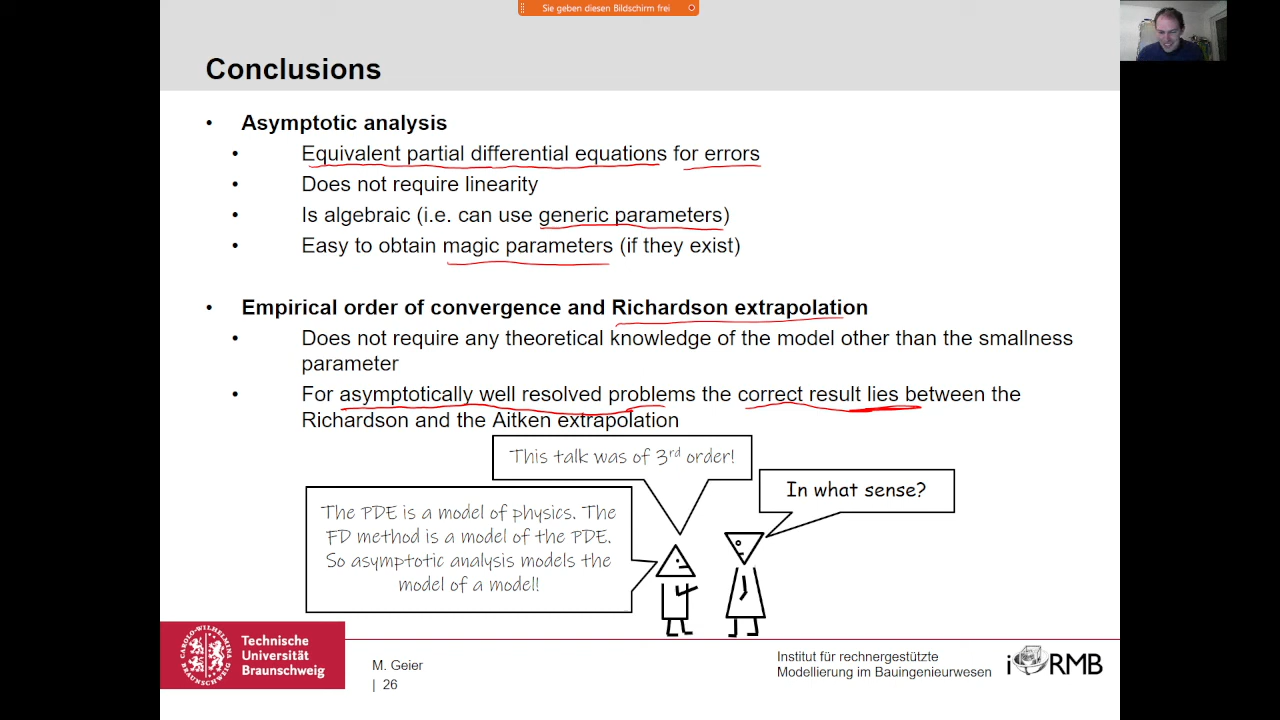 Sie geben diesen Bildschirm frei
Conclusions
• Asymptotic analysis
• Equivalent partial differential equations for errors
• Does not require linearity
• Is algebraic (i.e. can use generic parameters)
• Easy to obtain magic parameters (if they exist)
• Empirical order of convergence and Richardson extrapolation
• Does not require any theoretical knowledge of the model other than the smallness
parameter
• For asymptotically well resolved problems the correct result lies between the
Richardson and the Aitken extrapolation
This talk was of 3rd order!
In what sense?
The PDE is a model of physics. The
FD method is a model of the PDE.
So asymptotic analysis models the
model of a model!
Technische
Universität
Braunschweig
M. Geier
| 26
Institut für rechnergestützte
Modellierung im Bauingenieurwesen
iRMB